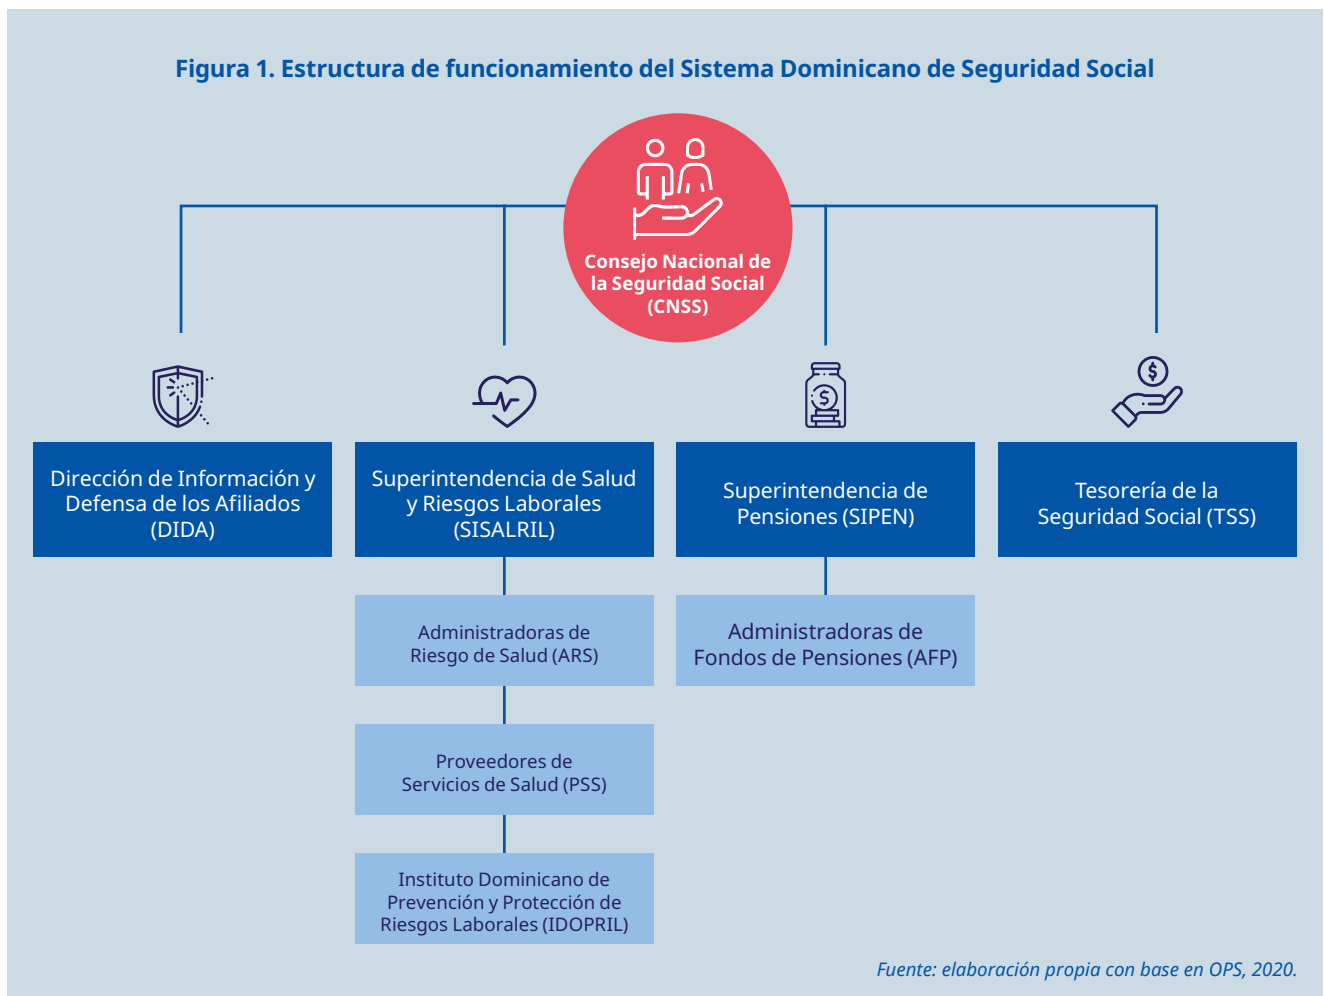 Figura 1. Estructura de funcionamiento del Sistema Dominicano de Seguridad Social
Consejo Nacional de
la Seguridad Social
(CNSS)
Dirección de Información y
Defensa de los Afiliados
(DIDA)
Superintendencia de Salud
y Riesgos Laborales
(SISALRIL)
Superintendencia de
Pensiones (SIPEN)
Tesorería de la
Seguridad Social (TSS)
Administradoras de
Riesgo de Salud (ARS)
Administradoras de
Fondos de Pensiones (AFP)
Proveedores de
Servicios de Salud (PSS)
Instituto Dominicano de
Prevención y Protección de
Riesgos Laborales (IDOPRIL)
Fuente: elaboración propia con base en OPS, 2020.